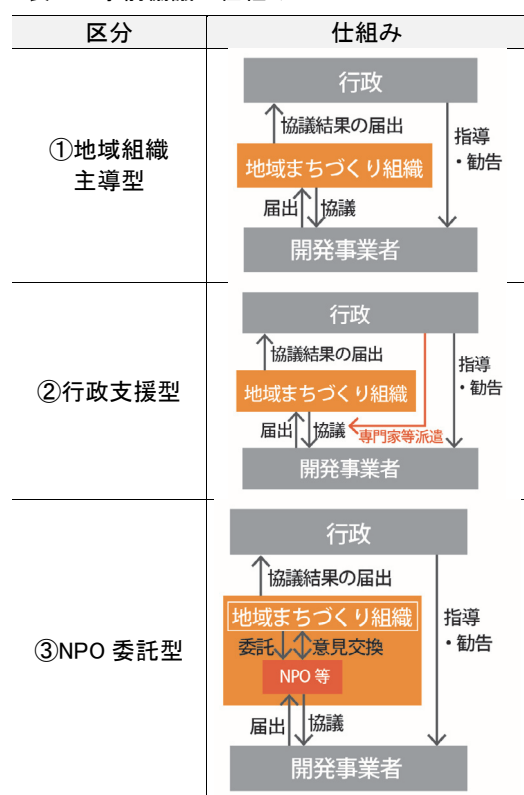 区分
仕組み
①地域組織
主導型
行政
協議結果の届出
指導
・勧告
地域まちづくり組織
届出
協議
開発事業者
②行政支援型
行政
協議結果の届出
指導
・勧告
地域まちづくり組織
届出
協議
専門家等派遣
開発事業者
③NPO 委託型
行政
協議結果の届出
地域まちづくり組織
指導
・勧告
委託
意見交換
NPO 等
届出
協議
開発事業者